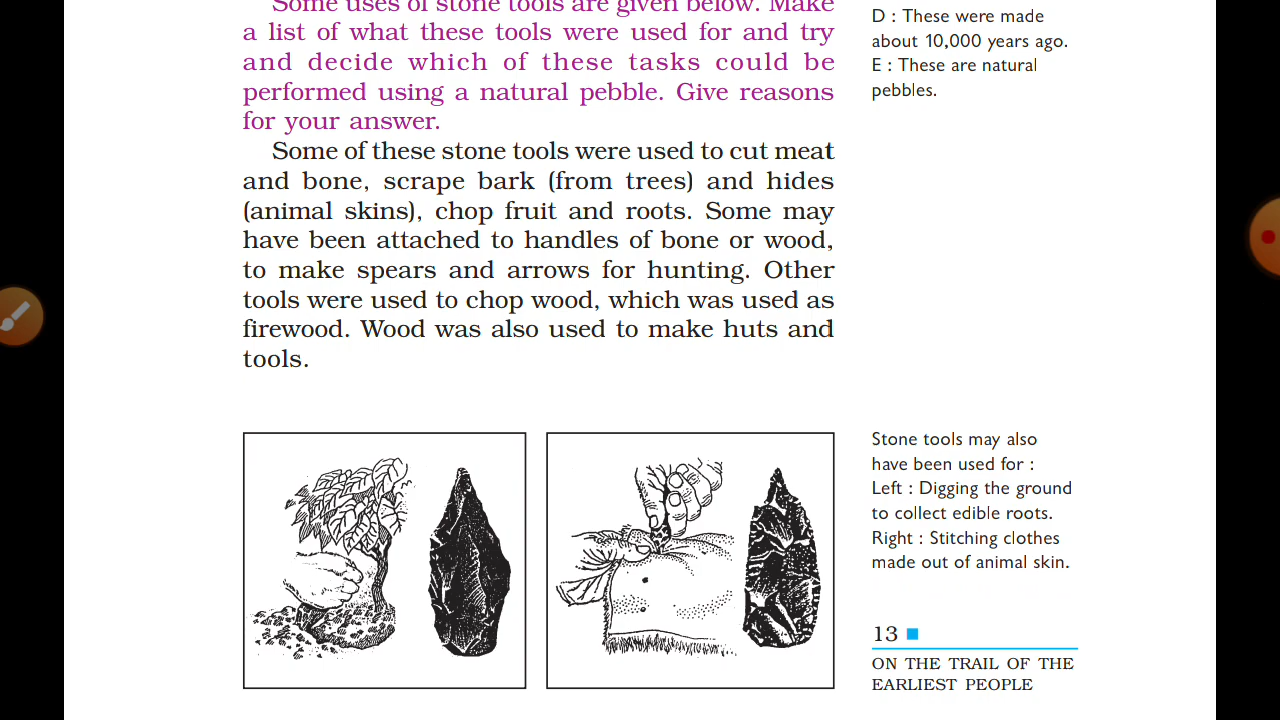 Some uses of stone tools are given below. Make
a list of what these tools were used for and try
and decide which of these tasks could be
performed using a natural pebble. Give reasons
for your answer.
Some of these stone tools were used to cut meat
and bone, scrape bark (from trees) and hides
(animal skins), chop fruit and roots. Some may
have been attached to handles of bone or wood,
to make spears and arrows for hunting. Other
tools were used to chop wood, which was used as
firewood. Wood was also used to make huts and
tools.
D : These were made
about 10,000 years ago.
E : These are natural
pebbles.
Stone tools may also
have been used for :
Left : Digging the ground
to collect edible roots.
Right : Stitching clothes
made out of animal skin.
13
ON THE TRAIL OF THE
EARLIEST PEOPLE